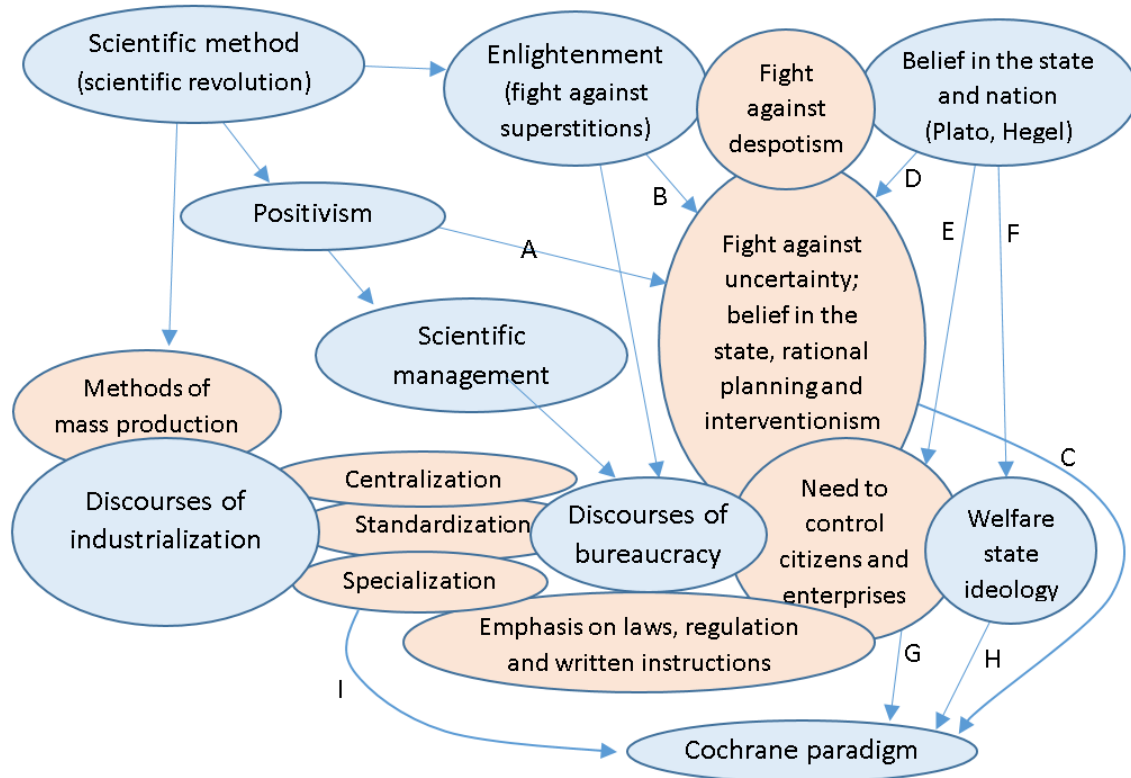 Scientific method
(scientific revolution)
Enlightenment
(fight against
superstitions)
Fight
against
despotism
Belief in the state
and nation
(Plato, Hegel)
B
D
Positivism
A
E
F
Fight against
uncertainty;
belief in the
state, rational
planning and
interventionism
Scientific
management
Methods of
mass production
C
Discourses of
industrialization
Centralization
Standardization
Specialization
Discourses of
bureaucracy
Need to
control
citizens and
enterprises
Welfare
state
ideology
Emphasis on laws, regulation
and written instructions
G
H
I
Cochrane paradigm